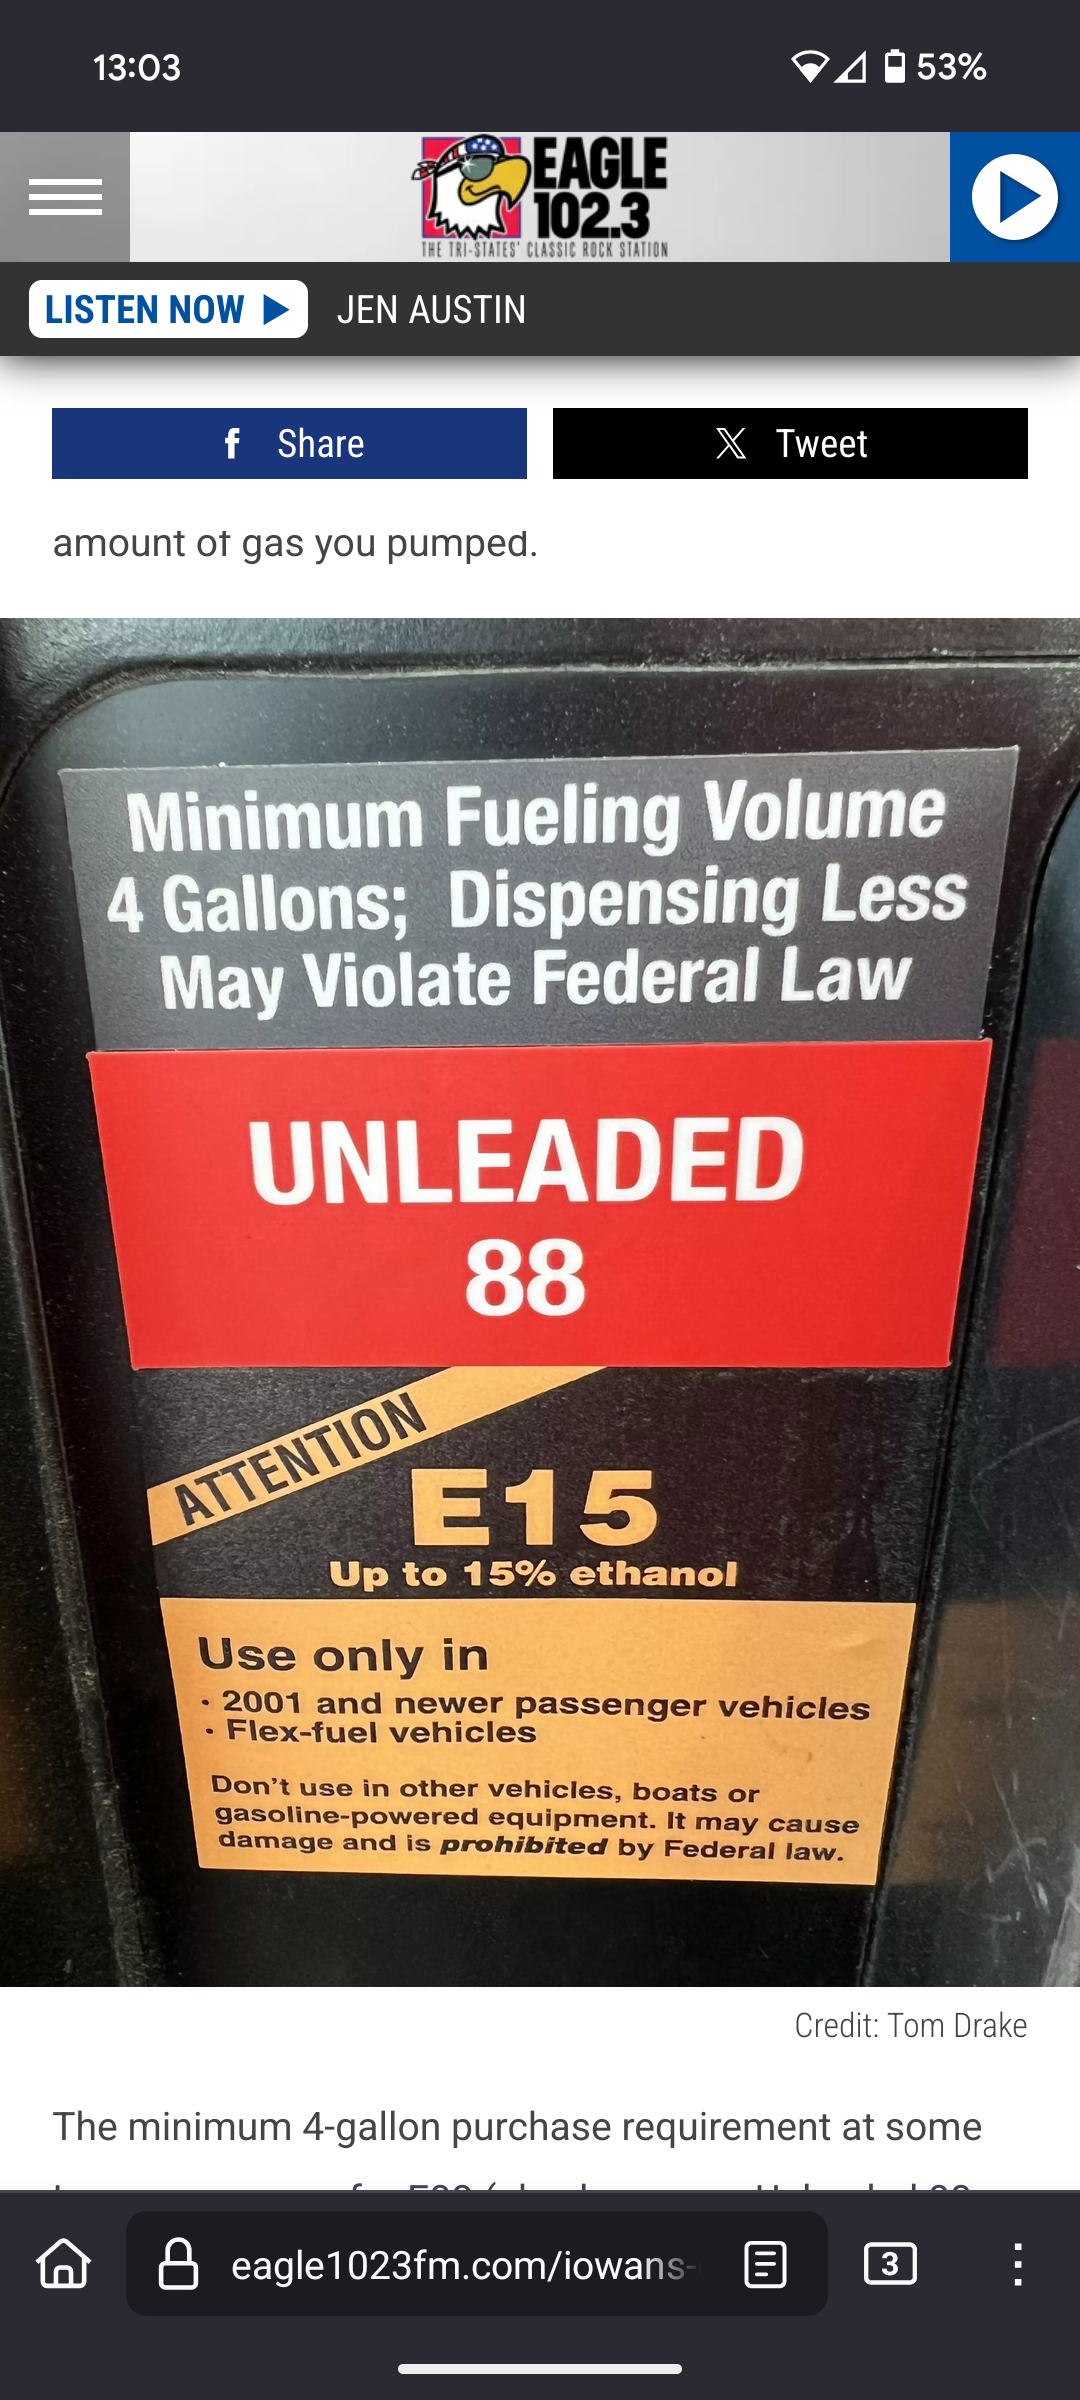 13:03
53%
EAGLE
102.3
THE TRI-STATES' CLASSIC ROCK STATION
LISTEN NOW
JEN AUSTIN
f Share
X Tweet
amount of gas you pumped.
Minimum Fueling Volume
4 Gallons; Dispensing Less
May Violate Federal Law
UNLEADED
88
ATTENTION
E15
Up to 15% ethanol
Use only in
· 2001 and newer passenger vehicles
· Flex-fuel vehicles
Don't use in other vehicles, boats or
gasoline-powered equipment. It may cause
damage and is prohibited by Federal law.
Credit: Tom Drake
The minimum 4-gallon purchase requirement at some
eagle1023fm.com/iowans-
3